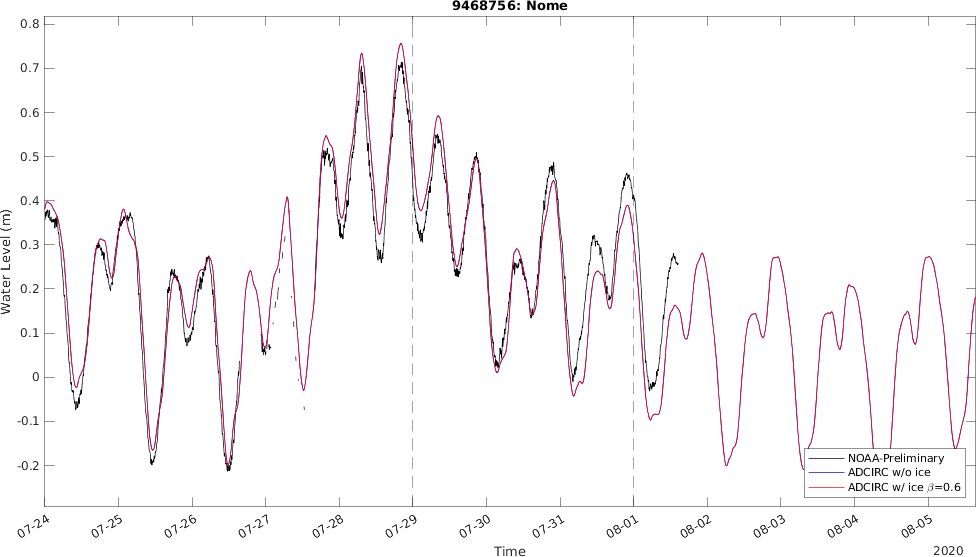 9468756: Nome
0.8
0.7
0.6
0.5
0.4
0.3
0.2
0.1
0
-0.1
-0.2
Water Level (m)
NOAA-Preliminary
ADCIRC w/o ice
ADCIRC w/ ice β=0.6
07-24 07-25 07-26 07-27 07-28 07-29 07-30 07-31 08-01 08-02 08-03 08-04 08-05
Time
2020